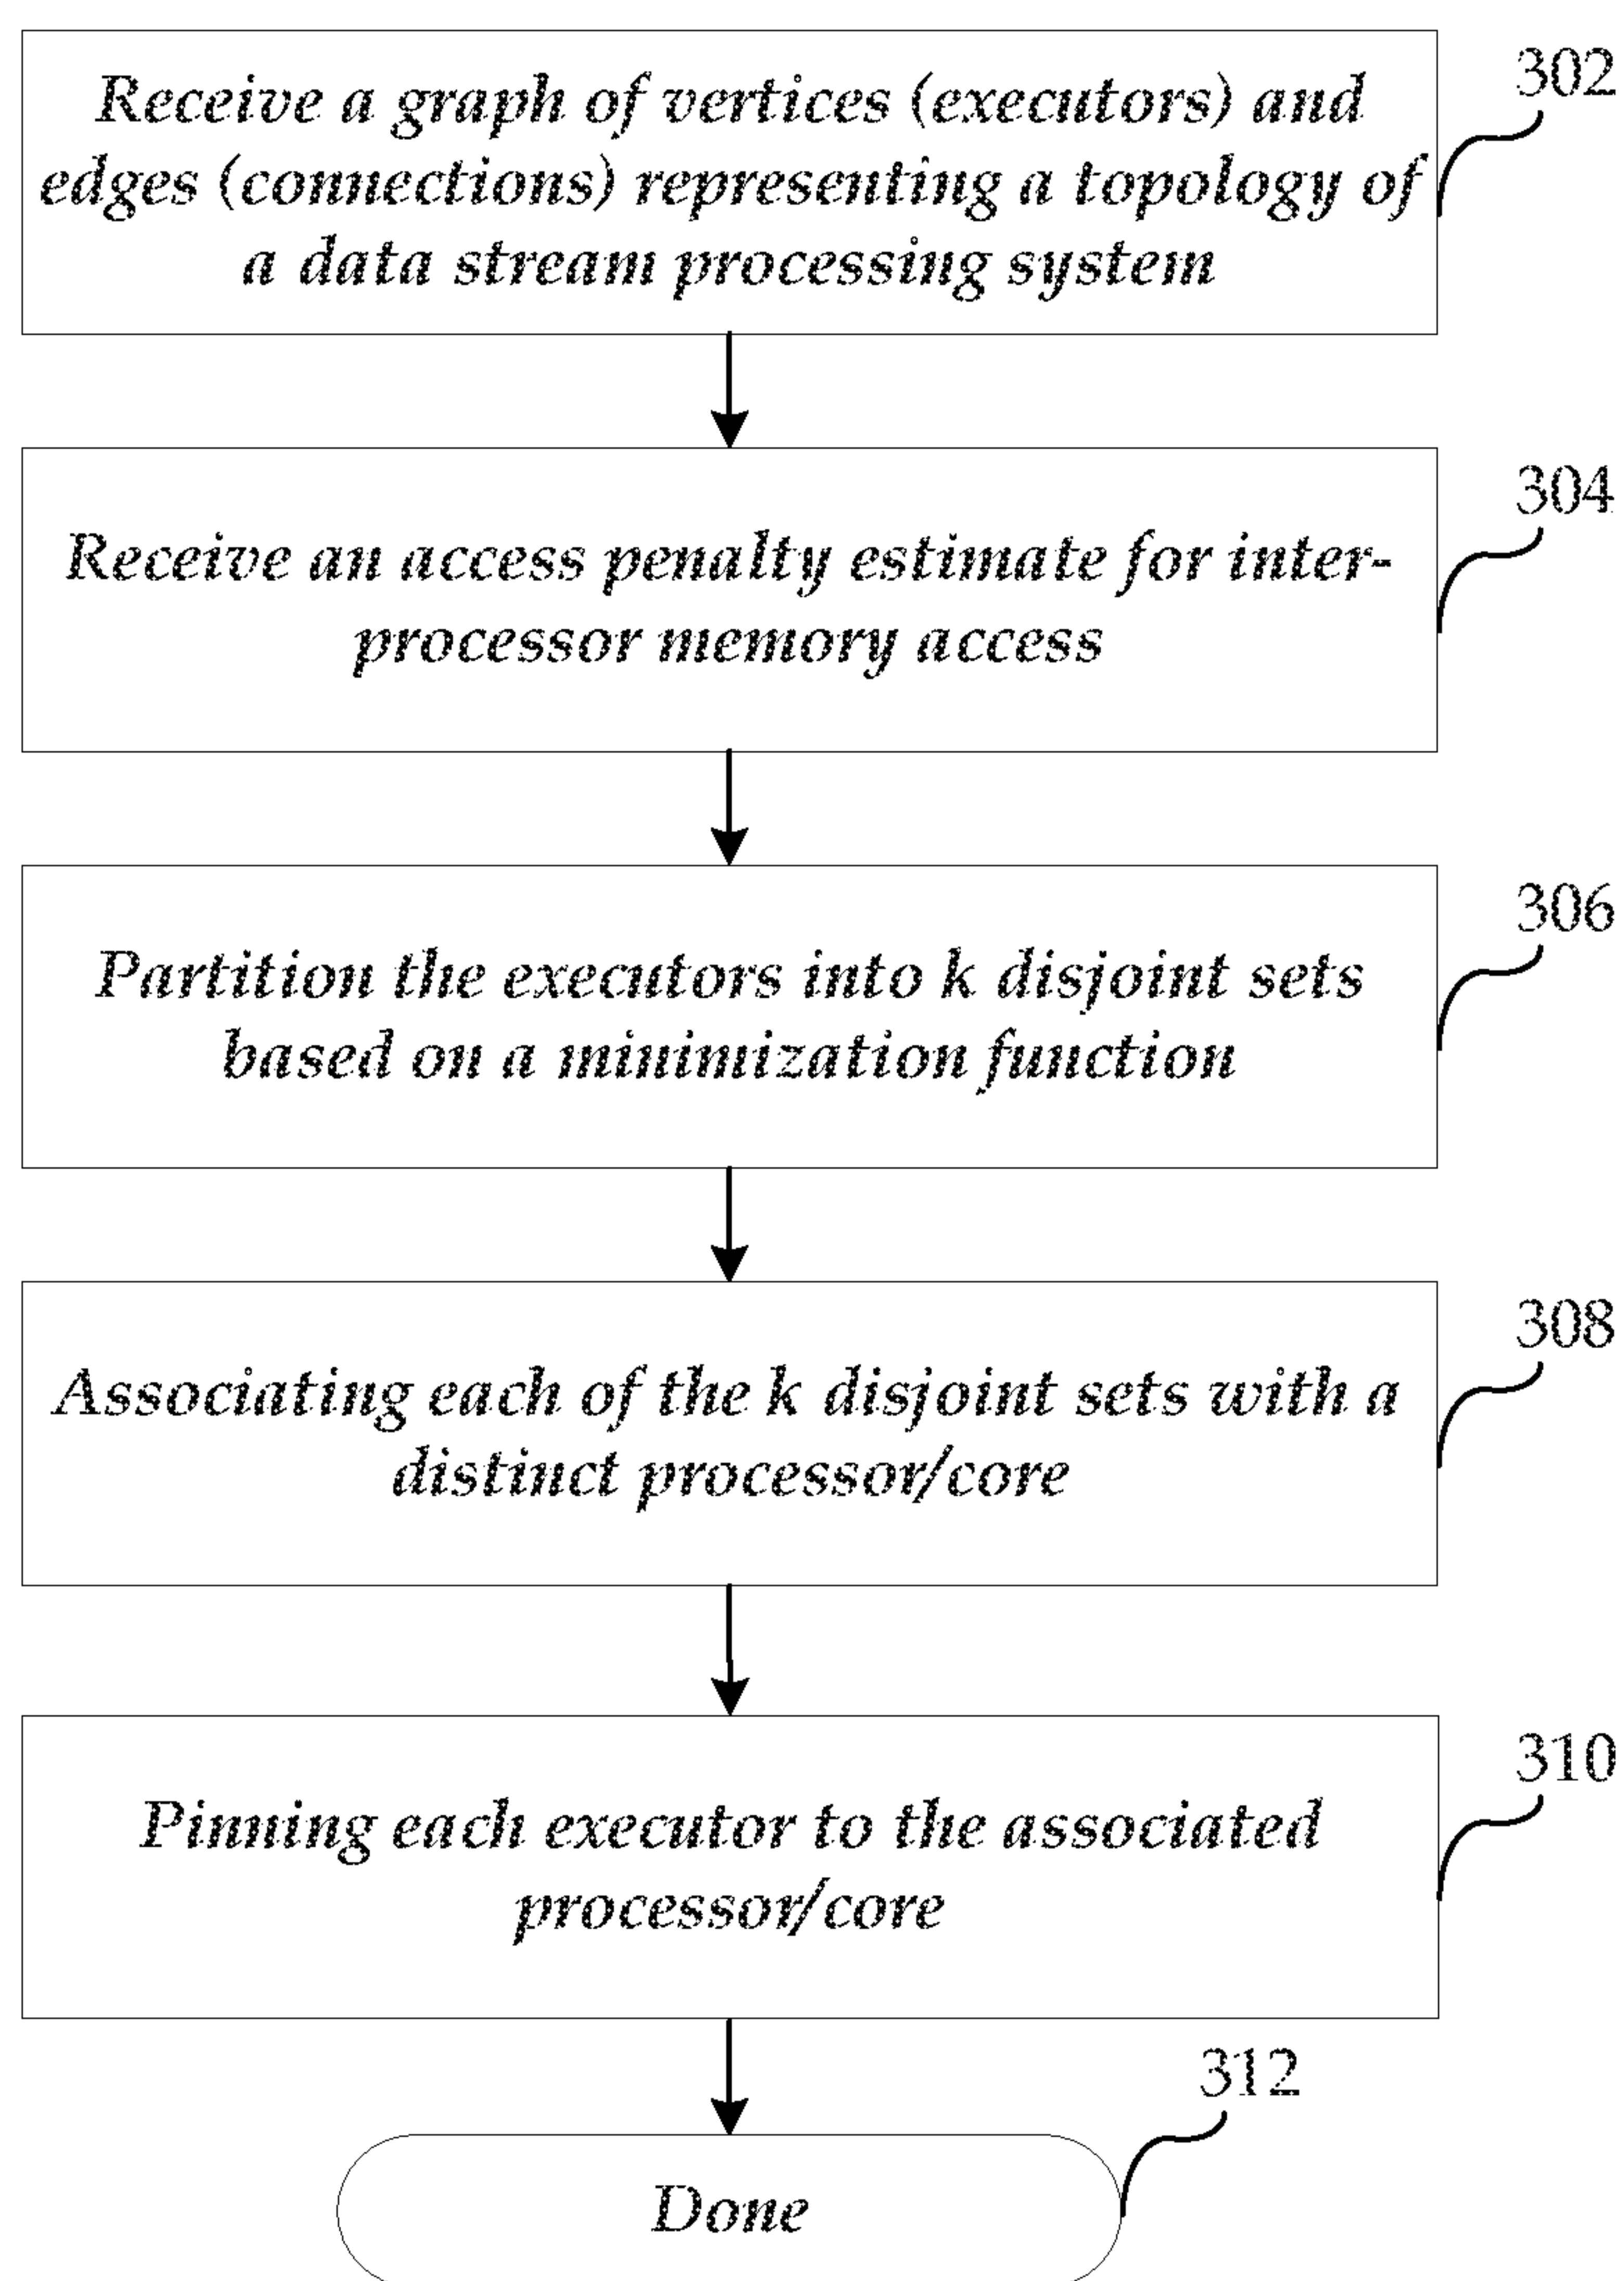 Receive a graph of vertices (executors) and
edges (connections) representing a topology of
a data stream processing system
302
Receive an access penalty estimate for inter-
processor memory access
304
Partition the executors into k disjoint sets
based on a minimization function
306
Associating each of the k disjoint sets with a
distinct processor/core
308
Pinning each executor to the associated
processor/core
310
Done
312